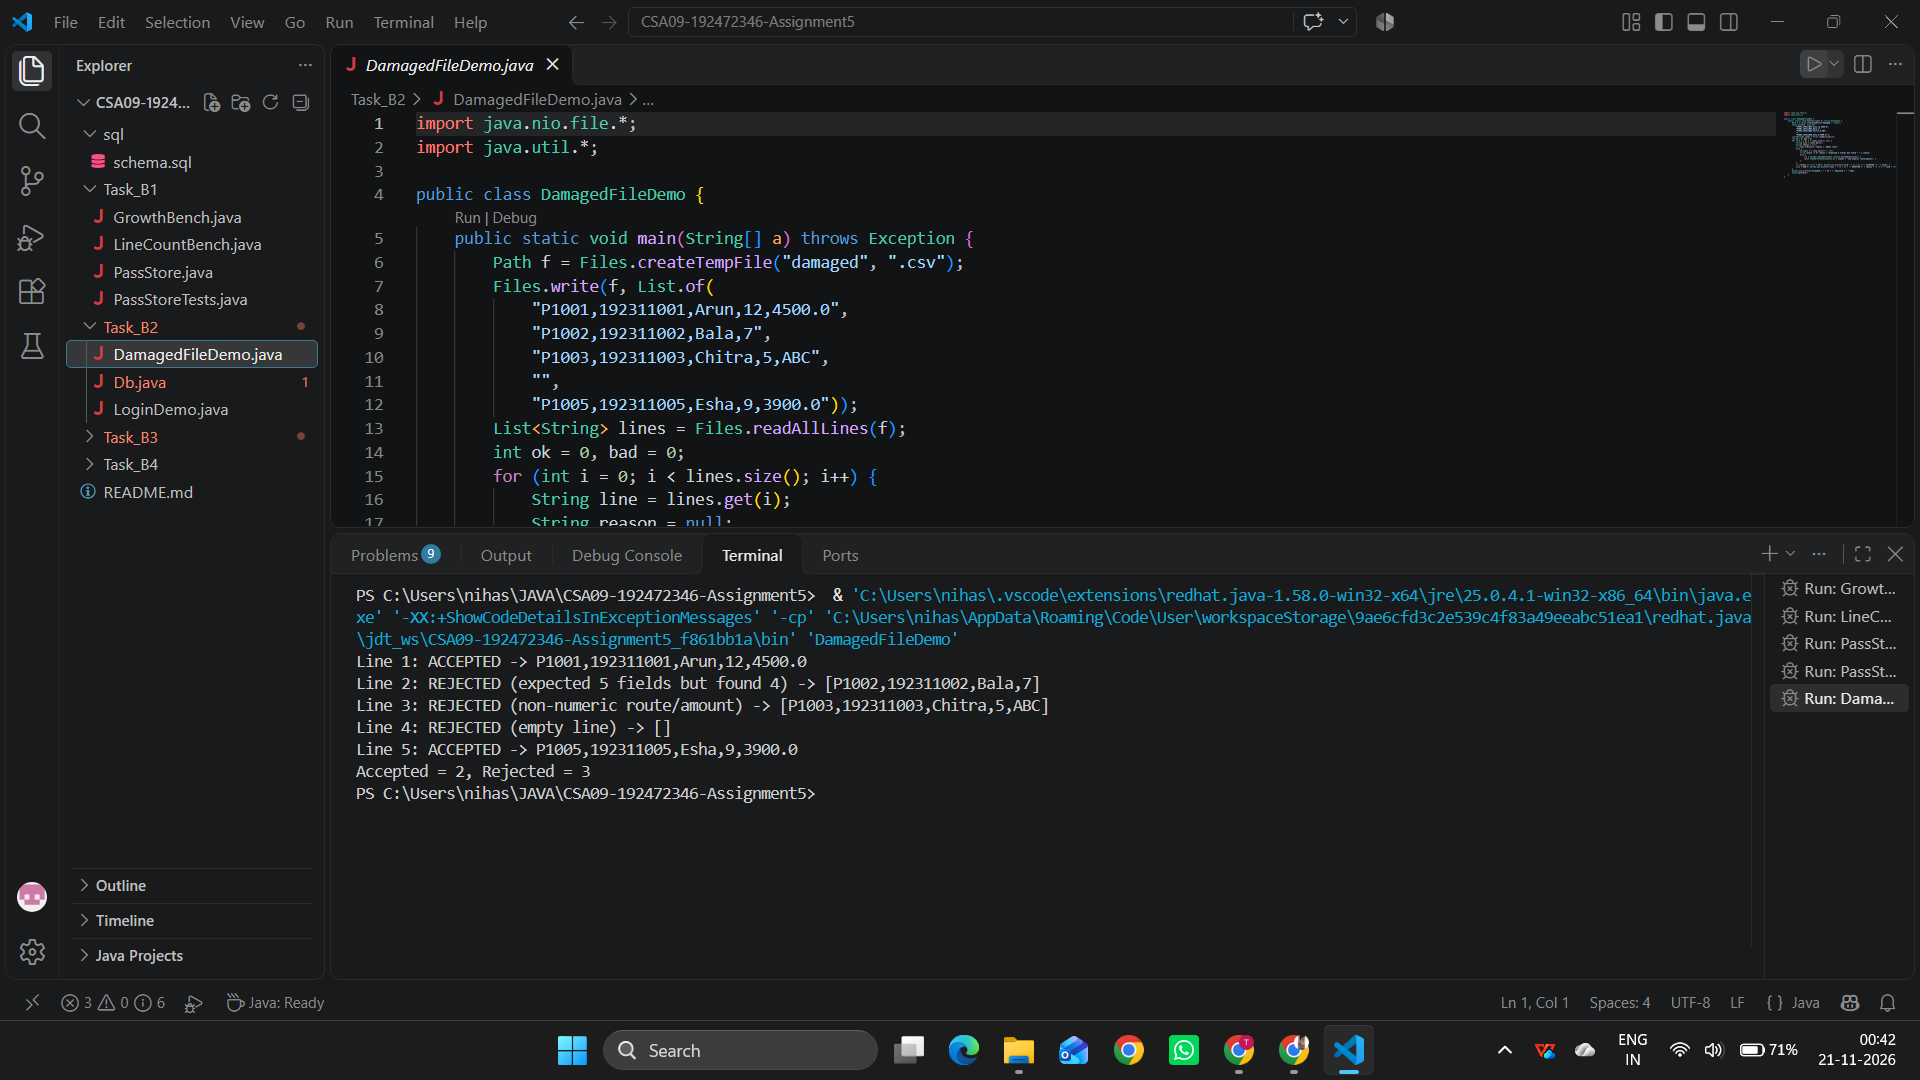 File Edit Selection View Go Run Terminal Help
CSA09-192472346-Assignment5
Explorer
CSA09-1924...
sql
schema.sql
Task_B1
GrowthBench.java
LineCountBench.java
PassStore.java
PassStoreTests.java
Task_B2
DamagedFileDemo.java
Db.java 1
LoginDemo.java
Task_B3
Task_B4
README.md
Outline
Timeline
Java Projects
DamagedFileDemo.java
Task_B2 > DamagedFileDemo.java > ...
1 import java.nio.file.*;
2 import java.util.*;
3
4 public class DamagedFileDemo {
Run | Debug
5 public static void main(String[] a) throws Exception {
6 Path f = Files.createTempFile("damaged", ".csv");
7 Files.write(f, List.of(
8 "P1001,192311001,Arun,12,4500.0",
9 "P1002,192311002,Bala,7",
10 "P1003,192311003,Chitra,5,ABC",
11 "",
12 "P1005,192311005,Esha,9,3900.0"));
13 List<String> lines = Files.readAllLines(f);
14 int ok = 0, bad = 0;
15 for (int i = 0; i < lines.size(); i++) {
16 String line = lines.get(i);
17 String reason = null;
Problems 9 Output Debug Console Terminal Ports
PS C:\Users\nihas\JAVA\CSA09-192472346-Assignment5> & 'C:\Users\nihas\.vscode\extensions\redhat.java-1.58.0-win32-x64\jre\25.0.4.1-win32-x86_64\bin\java.e
xe' '-XX:+ShowCodeDetailsInExceptionMessages' '-cp' 'C:\Users\nihas\AppData\Roaming\Code\User\workspaceStorage\9ae6cfd3c2e539c4f83a49eeabc51ea1\redhat.java
\jdt_ws\CSA09-192472346-Assignment5_f861bb1a\bin' 'DamagedFileDemo'
Line 1: ACCEPTED -> P1001,192311001,Arun,12,4500.0
Line 2: REJECTED (expected 5 fields but found 4) -> [P1002,192311002,Bala,7]
Line 3: REJECTED (non-numeric route/amount) -> [P1003,192311003,Chitra,5,ABC]
Line 4: REJECTED (empty line) -> []
Line 5: ACCEPTED -> P1005,192311005,Esha,9,3900.0
Accepted = 2, Rejected = 3
PS C:\Users\nihas\JAVA\CSA09-192472346-Assignment5>
Run: Growt...
Run: LineC...
Run: PassSt...
Run: PassSt...
Run: Dama...
3 0 6 Java: Ready
Ln 1, Col 1 Spaces: 4 UTF-8 LF { } Java
Search
ENG
IN
71%
00:42
21-11-2026